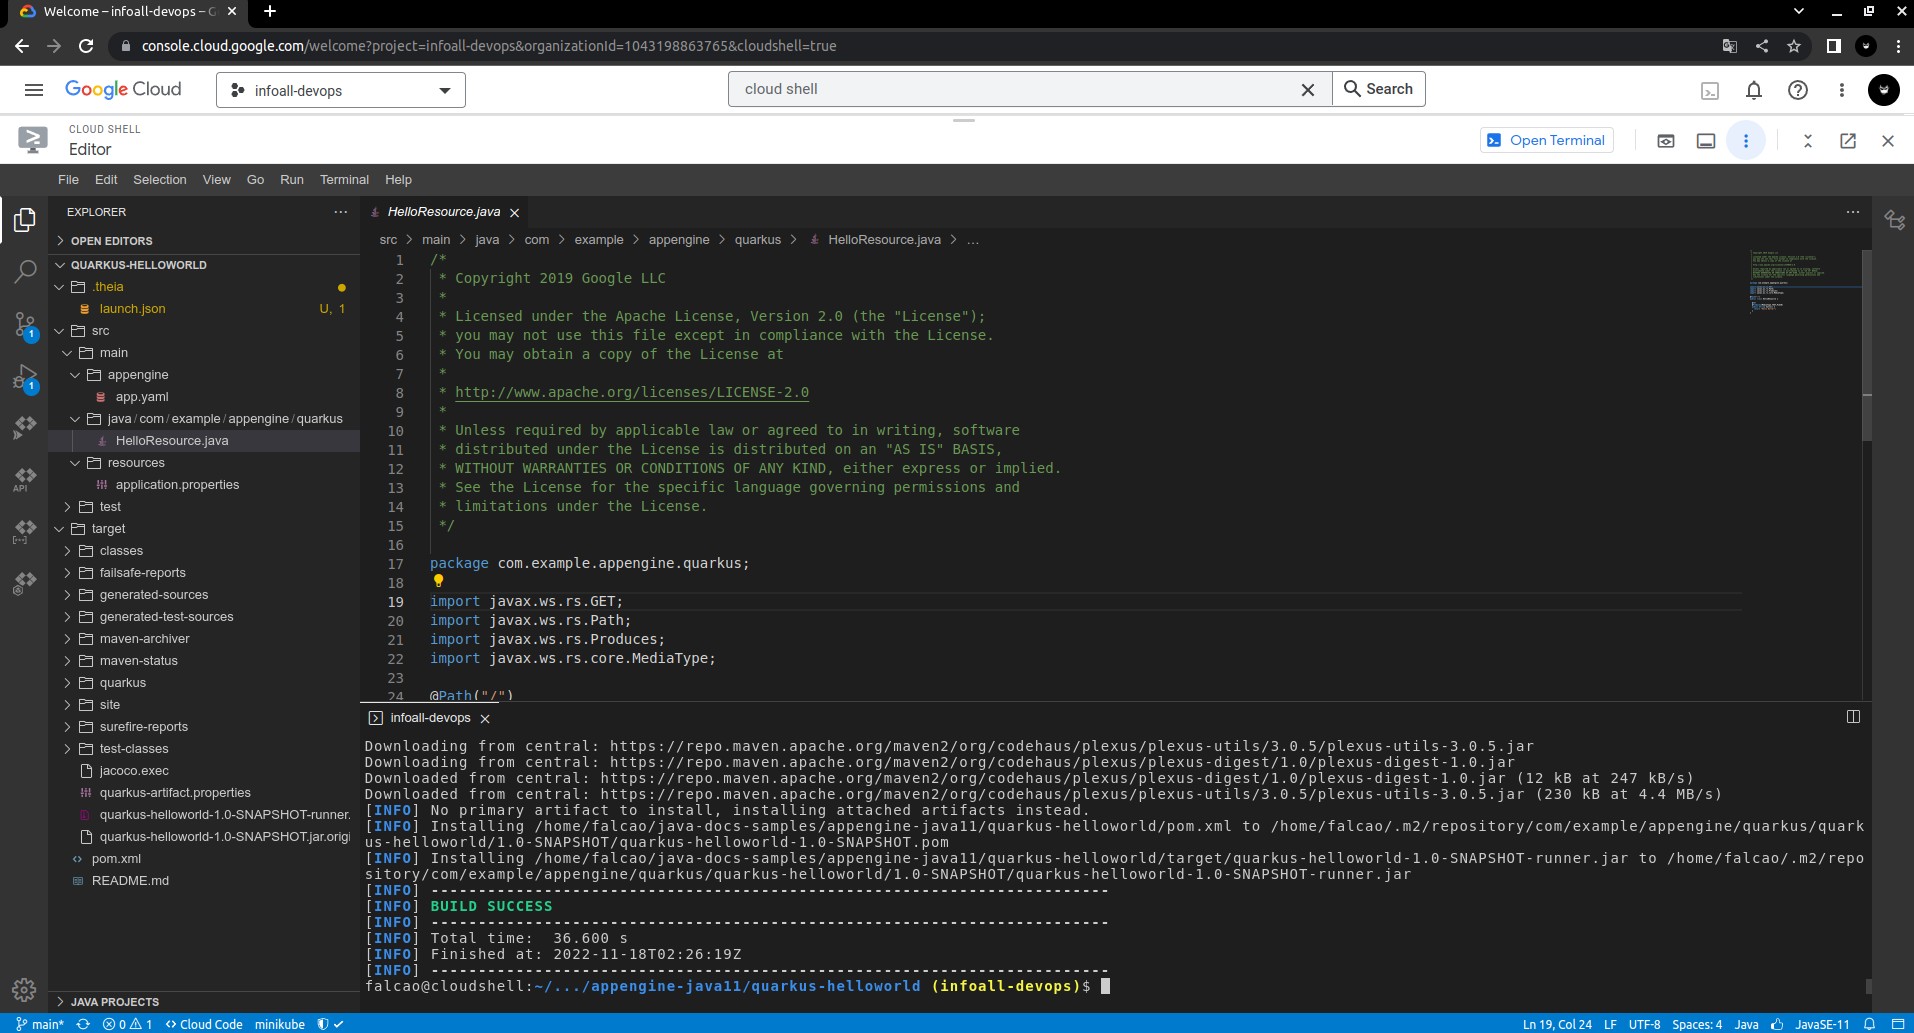 Welcome – infoall-devops – G
console.cloud.google.com/welcome?project=infoall-devops&organizationId=1043198863765&cloudshell=true
Google Cloud
infoall-devops
cloud shell
Search
CLOUD SHELL
Editor
Open Terminal
File Edit Selection View Go Run Terminal Help
EXPLORER
OPEN EDITORS
QUARKUS-HELLOWORLD
.theia
launch.json U, 1
src
main
appengine
app.yaml
java / com / example / appengine / quarkus
HelloResource.java
resources
application.properties
test
target
classes
failsafe-reports
generated-sources
generated-test-sources
maven-archiver
maven-status
quarkus
site
surefire-reports
test-classes
jacoco.exec
quarkus-artifact.properties
quarkus-helloworld-1.0-SNAPSHOT-runner.
quarkus-helloworld-1.0-SNAPSHOT.jar.origi
pom.xml
README.md
JAVA PROJECTS
1
1
API
HelloResource.java
src > main > java > com > example > appengine > quarkus > HelloResource.java > ...
1 /*
2 * Copyright 2019 Google LLC
3 *
4 * Licensed under the Apache License, Version 2.0 (the "License");
5 * you may not use this file except in compliance with the License.
6 * You may obtain a copy of the License at
7 *
8 * http://www.apache.org/licenses/LICENSE-2.0
9 *
10 * Unless required by applicable law or agreed to in writing, software
11 * distributed under the License is distributed on an "AS IS" BASIS,
12 * WITHOUT WARRANTIES OR CONDITIONS OF ANY KIND, either express or implied.
13 * See the License for the specific language governing permissions and
14 * limitations under the License.
15 */
16
17 package com.example.appengine.quarkus;
18
19 import javax.ws.rs.GET;
20 import javax.ws.rs.Path;
21 import javax.ws.rs.Produces;
22 import javax.ws.rs.core.MediaType;
23
24 @Path("/")
infoall-devops
Downloading from central: https://repo.maven.apache.org/maven2/org/codehaus/plexus/plexus-utils/3.0.5/plexus-utils-3.0.5.jar
Downloading from central: https://repo.maven.apache.org/maven2/org/codehaus/plexus/plexus-digest/1.0/plexus-digest-1.0.jar
Downloaded from central: https://repo.maven.apache.org/maven2/org/codehaus/plexus/plexus-digest/1.0/plexus-digest-1.0.jar (12 kB at 247 kB/s)
Downloaded from central: https://repo.maven.apache.org/maven2/org/codehaus/plexus/plexus-utils/3.0.5/plexus-utils-3.0.5.jar (230 kB at 4.4 MB/s)
[INFO] No primary artifact to install, installing attached artifacts instead.
[INFO] Installing /home/falcao/java-docs-samples/appengine-java11/quarkus-helloworld/pom.xml to /home/falcao/.m2/repository/com/example/appengine/quarkus/quark
us-helloworld/1.0-SNAPSHOT/quarkus-helloworld-1.0-SNAPSHOT.pom
[INFO] Installing /home/falcao/java-docs-samples/appengine-java11/quarkus-helloworld/target/quarkus-helloworld-1.0-SNAPSHOT-runner.jar to /home/falcao/.m2/repo
sitory/com/example/appengine/quarkus/quarkus-helloworld/1.0-SNAPSHOT/quarkus-helloworld-1.0-SNAPSHOT-runner.jar
[INFO] ------------------------------------------------------------------------
[INFO] BUILD SUCCESS
[INFO] ------------------------------------------------------------------------
[INFO] Total time:  36.600 s
[INFO] Finished at: 2022-11-18T02:26:19Z
[INFO] ------------------------------------------------------------------------
falcao@cloudshell:~/.../appengine-java11/quarkus-helloworld (infoall-devops)$
main* 0 1 Cloud Code minikube Ln 19, Col 24 LF UTF-8 Spaces: 4 Java JavaSE-11